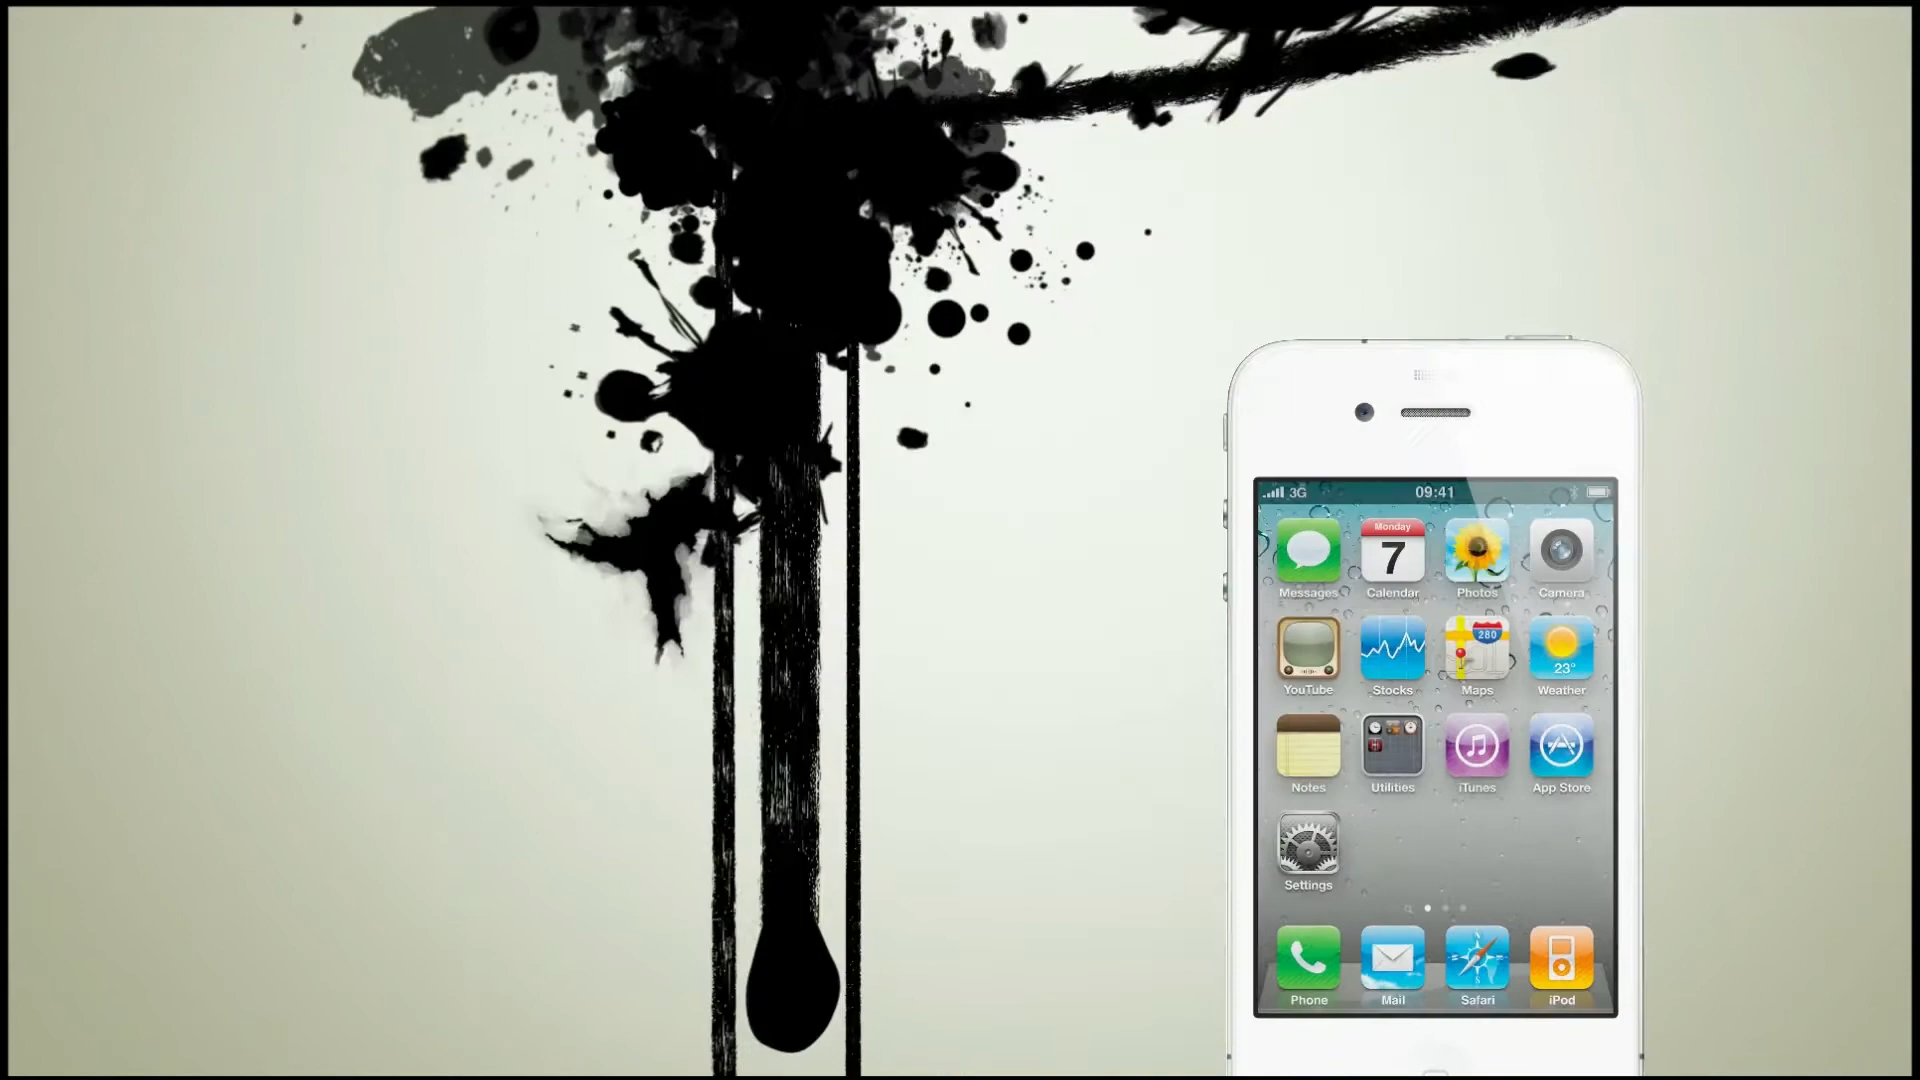 3G 09:41
Monday
7
Messages Calendar Photos Camera
280
23°
YouTube Stocks Maps Weather
Notes Utilities iTunes App Store
Settings
Phone Mail Safari iPod